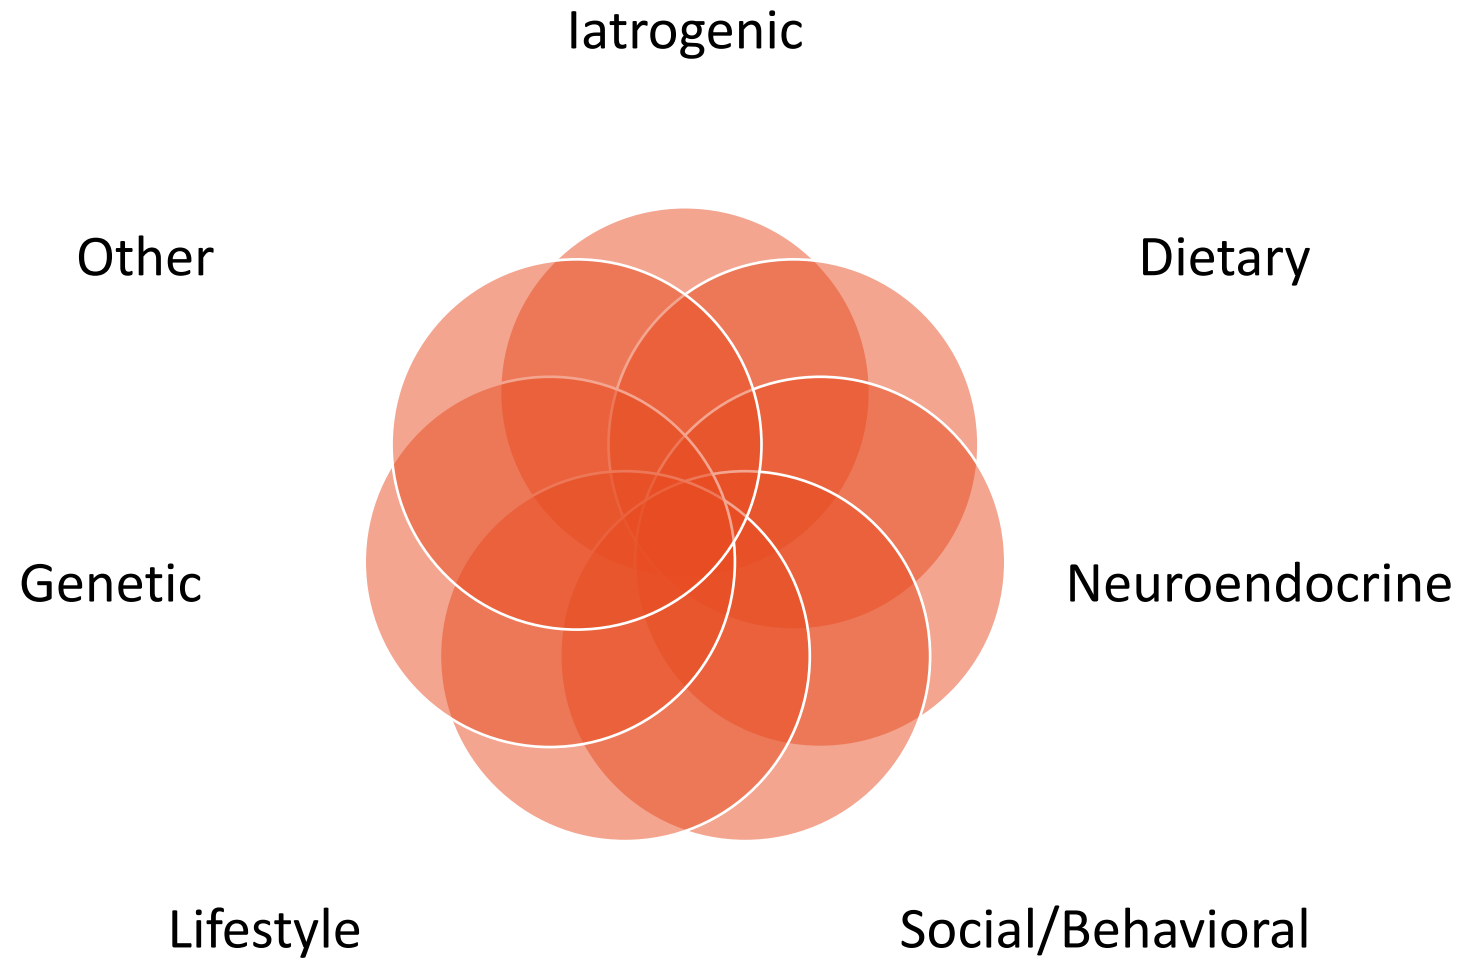 Iatrogenic
Other
Dietary
Genetic
Neuroendocrine
Lifestyle
Social/Behavioral